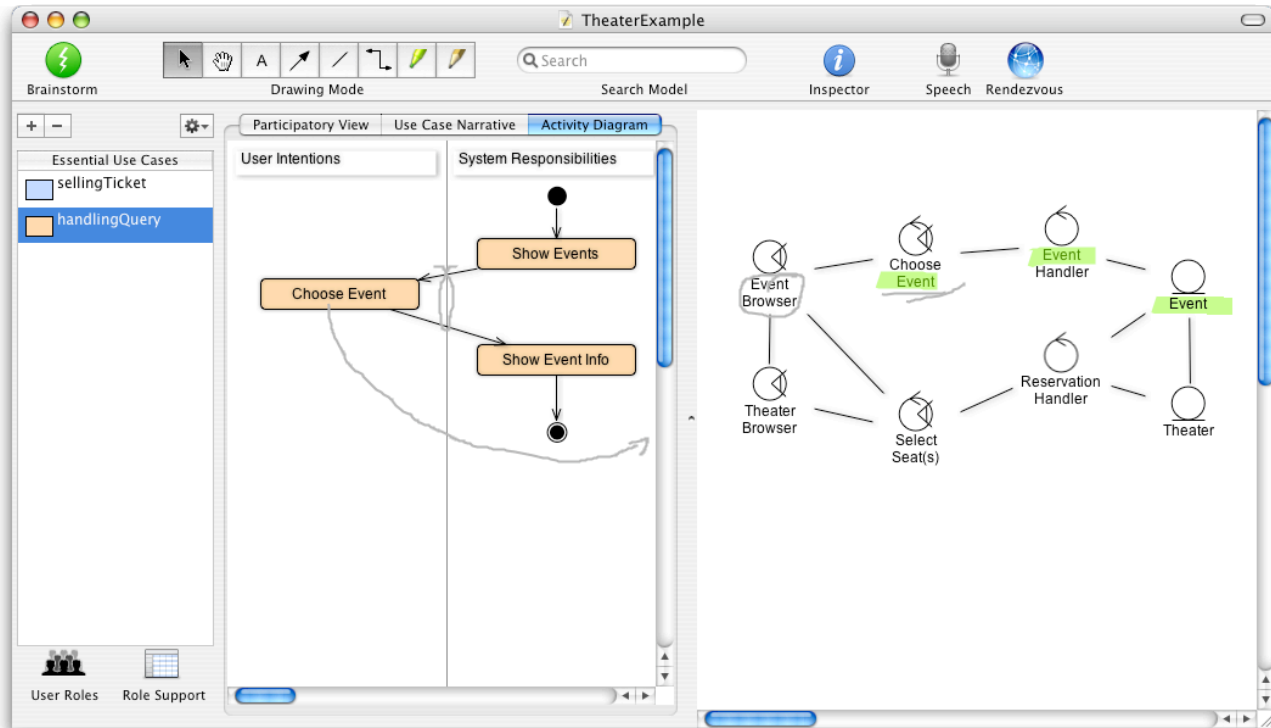 TheaterExample
A
Search
Brainstorm
Drawing Mode
Search Model
Inspector
Speech
Rendezvous
Essential Use Cases
sellingTicket
handlingQuery
User Roles
Role Support
Participatory View
Use Case Narrative
Activity Diagram
User Intentions
System Responsibilities
Show Events
Choose Event
Show Event Info
Event
Browser
Choose
Event
Event
Handler
Event
Theater
Browser
Select
Seat(s)
Reservation
Handler
Theater